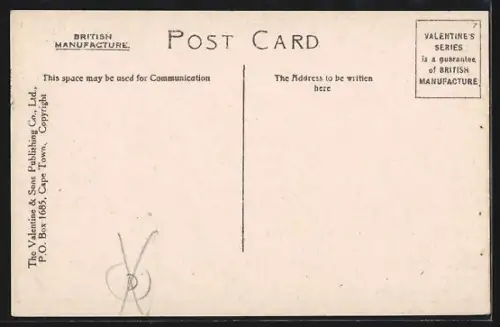 BRITISH
MANUFACTURE.
POST CARD
VALENTINE'S
SERIES
is a guarantee
of BRITISH
MANUFACTURE
This space may be used for Communication
The Address to be written
here
The Valentine & Sons Publishing Co., Ltd.,
P.O. Box 1685, Cape Town. Copyright